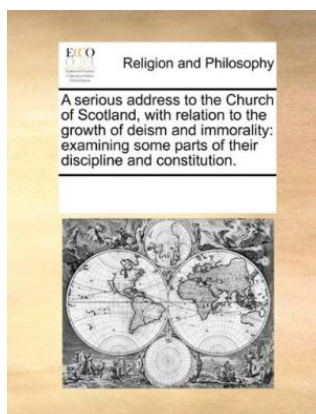 ECCO
Religion and Philosophy
A serious address to the Church
of Scotland, with relation to the
growth of deism and immorality:
examining some parts of their
discipline and constitution.